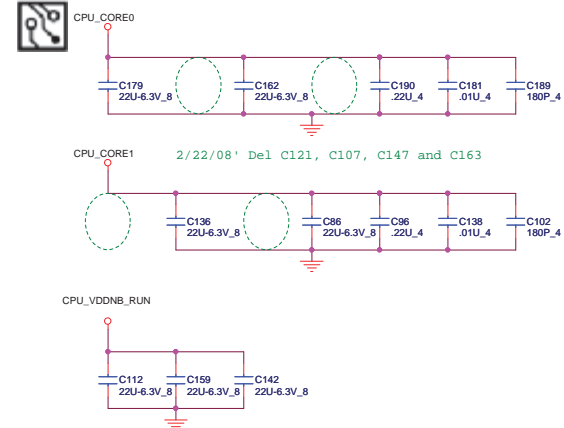 CPU_CORE0
C179
22U-6.3V_8
C162
22U-6.3V_8
C190
.22U_4
C181
.01U_4
C189
180P_4
CPU_CORE1
2/22/08' Del C121, C107, C147 and C163
C136
22U-6.3V_8
C86
22U-6.3V_8
C96
.22U_4
C138
.01U_4
C102
180P_4
CPU_VDDNB_RUN
C112
22U-6.3V_8
C159
22U-6.3V_8
C142
22U-6.3V_8